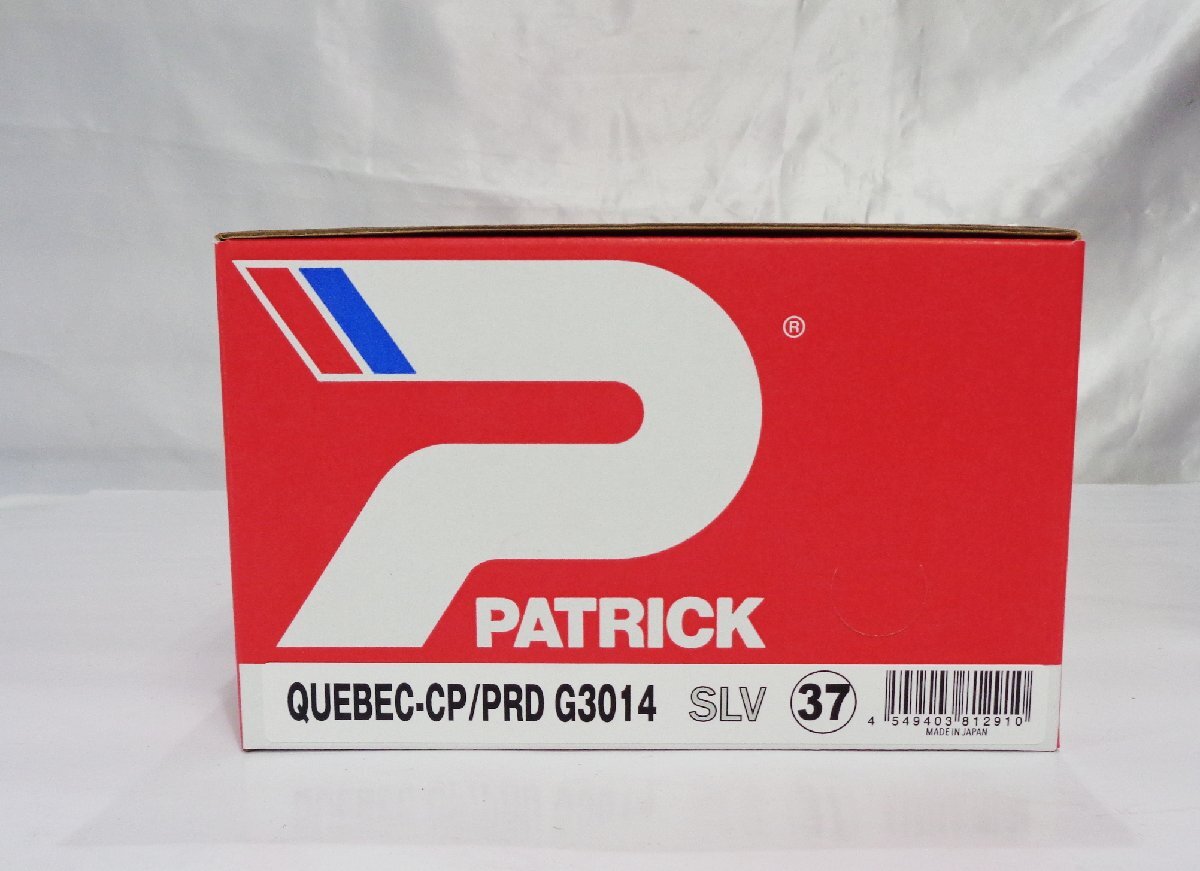 ®
PATRICK
QUEBEC-CP/PRD G3014 SLV 37
4 549403 812910
MADE IN JAPAN